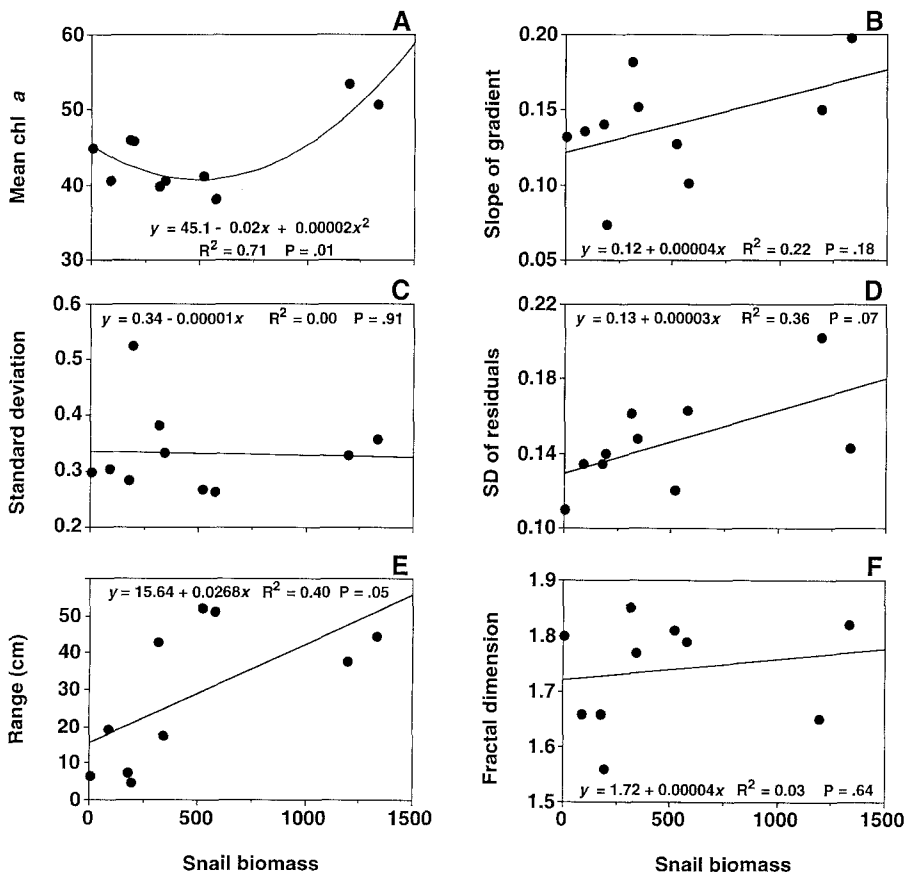 A
60
50
40
30
Mean chl a
y = 45.1 - 0.02x + 0.00002x²
R² = 0.71 P = .01
B
0.20
0.15
0.10
0.05
Slope of gradient
y = 0.12 + 0.00004x R² = 0.22 P = .18
C
0.6
0.5
0.4
0.3
0.2
Standard deviation
y = 0.34 - 0.00001x R² = 0.00 P = .91
D
0.22
0.18
0.14
0.10
SD of residuals
y = 0.13 + 0.00003x R² = 0.36 P = .07
E
50
40
30
20
10
0
Range (cm)
y = 15.64 + 0.0268x R² = 0.40 P = .05
0 500 1000 1500
Snail biomass
F
1.9
1.8
1.7
1.6
1.5
Fractal dimension
y = 1.72 + 0.00004x R² = 0.03 P = .64
0 500 1000 1500
Snail biomass